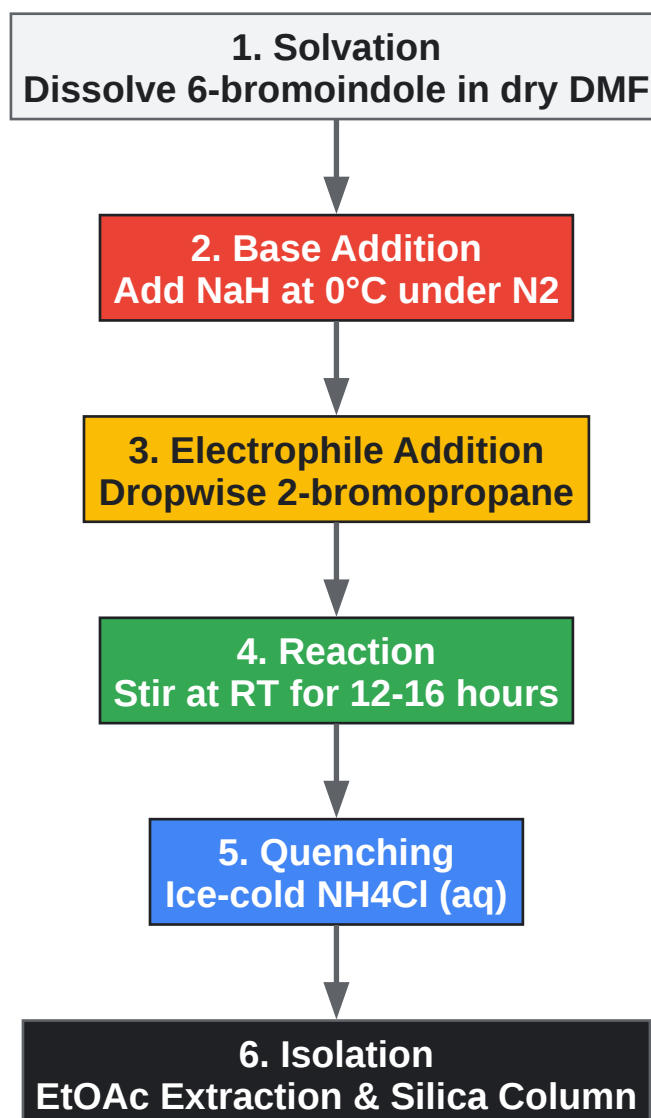 1. Solvation
Dissolve 6-bromoindole in dry DMF
2. Base Addition
Add NaH at 0°C under N2
3. Electrophile Addition
Dropwise 2-bromopropane
4. Reaction
Stir at RT for 12-16 hours
5. Quenching
Ice-cold NH4Cl (aq)
6. Isolation
EtOAc Extraction & Silica Column